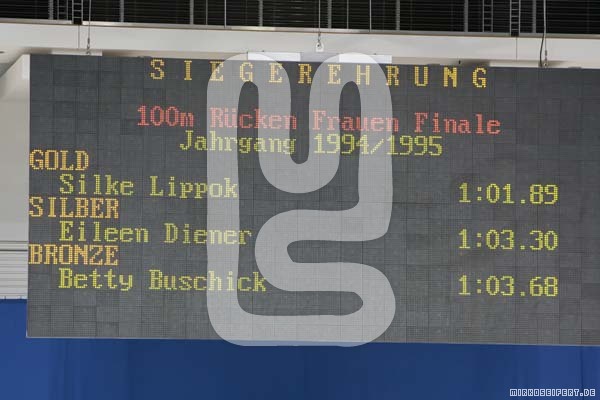 SIEGEREHRUNG
100m Rücken Frauen Finale
Jahrgang 1994/1995
GOLD
Silke Lippok 1:01.89
SILBER
Eileen Diener 1:03.30
BRONZE
Betty Buschick 1:03.68
MIRKOSEIFERT.DE